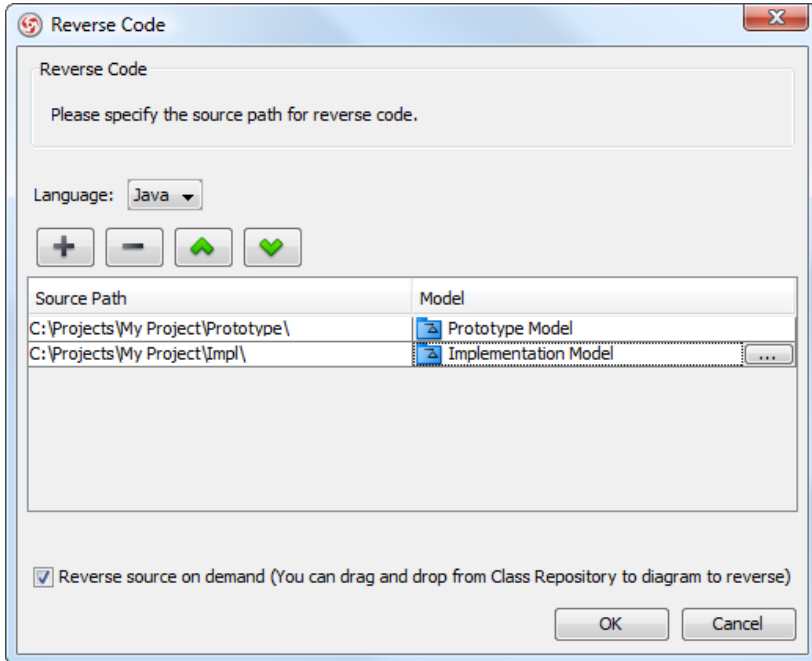 Reverse Code
Reverse Code
Please specify the source path for reverse code.
Language: Java
Source Path Model
C:\Projects\My Project\Prototype\ Prototype Model
C:\Projects\My Project\Impl\ Implementation Model ...
Reverse source on demand (You can drag and drop from Class Repository to diagram to reverse)
OK Cancel